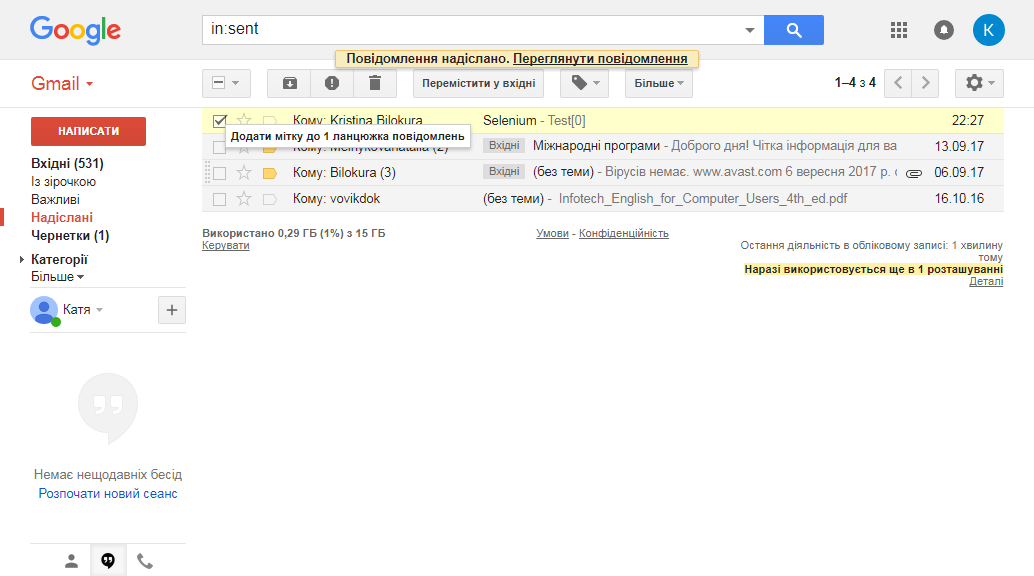 Google
in:sent
K
Повідомлення надіслано. Переглянути повідомлення
Gmail
Перемістити у вхідні
Більше
1–4 з 4
НАПИСАТИ
Вхідні (531)
Із зірочкою
Важливі
Надіслані
Чернетки (1)
Категорії
Більше
Катя
Немає нещодавніх бесід
Розпочати новий сеанс
Кому: Kristina Bilokura Selenium - Test[0] 22:27
Додати мітку до 1 ланцюжка повідомлень
Кому: Melnykovanatalia (2) Вхідні Міжнародні програми - Доброго дня! Чітка інформація для ва 13.09.17
Кому: Bilokura (3) Вхідні (без теми) - Вірусів немає. www.avast.com 6 вересня 2017 р. с 06.09.17
Кому: vovikdok (без теми) - Infotech_English_for_Computer_Users_4th_ed.pdf 16.10.16
Використано 0,29 ГБ (1%) з 15 ГБ
Керувати
Умови - Конфіденційність
Остання діяльність в обліковому записі: 1 хвилину
тому
Наразі використовується ще в 1 розташуванні
Деталі